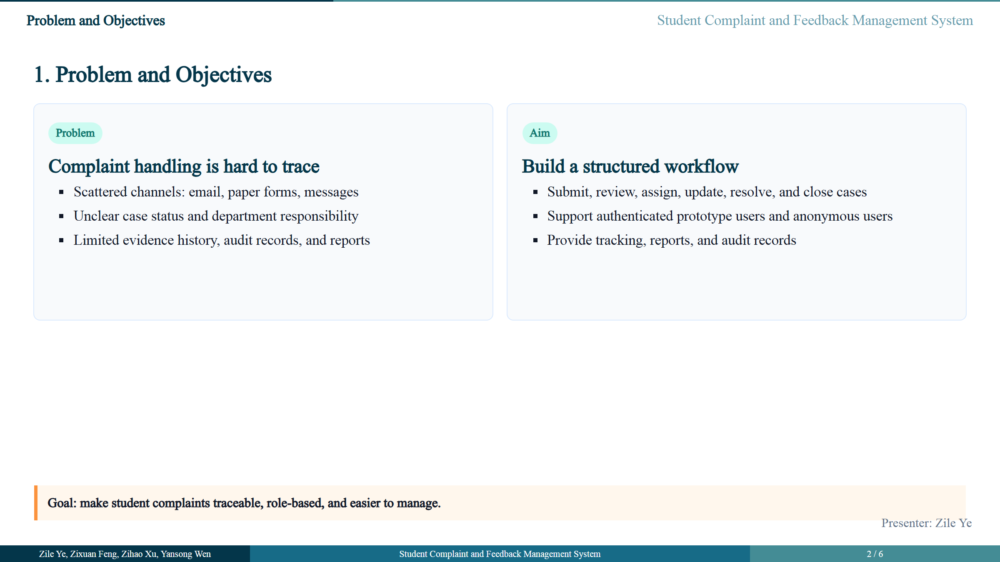 Problem and Objectives
Student Complaint and Feedback Management System
1. Problem and Objectives
Problem
Complaint handling is hard to trace
▪ Scattered channels: email, paper forms, messages
▪ Unclear case status and department responsibility
▪ Limited evidence history, audit records, and reports
Aim
Build a structured workflow
▪ Submit, review, assign, update, resolve, and close cases
▪ Support authenticated prototype users and anonymous users
▪ Provide tracking, reports, and audit records
Goal: make student complaints traceable, role-based, and easier to manage.
Presenter: Zile Ye
Zile Ye, Zixuan Feng, Zihao Xu, Yansong Wen
Student Complaint and Feedback Management System
2 / 6